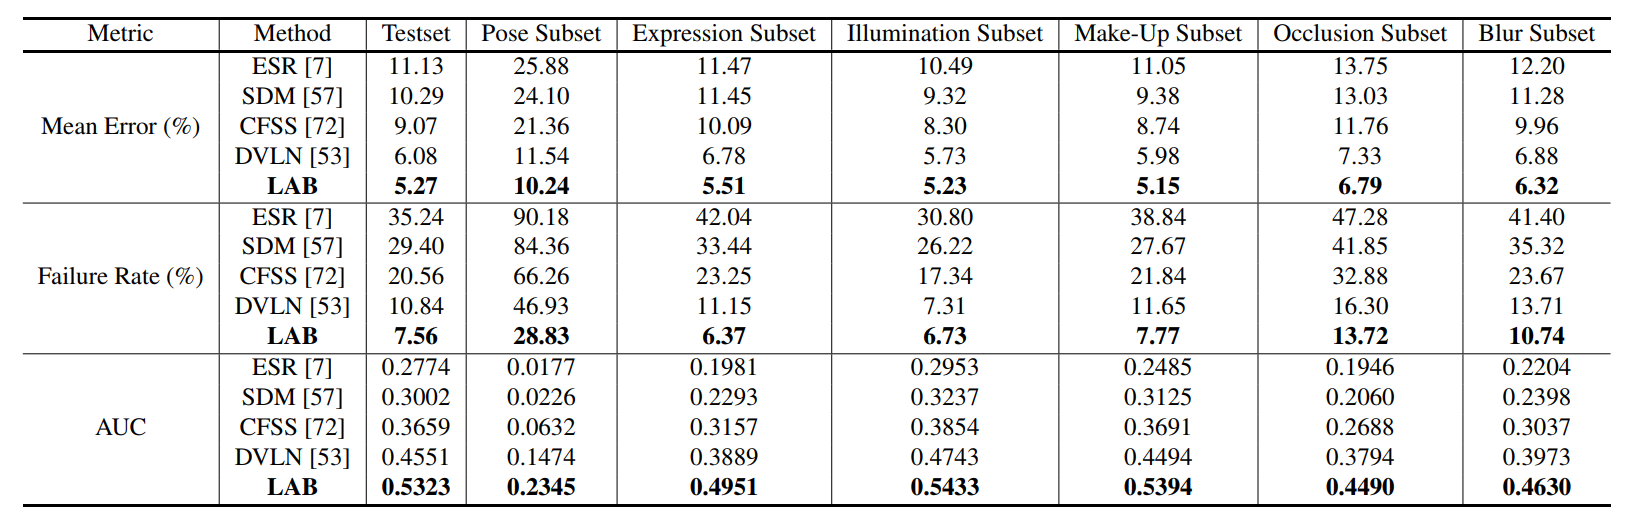 Metric Method Testset Pose Subset Expression Subset Illumination Subset Make-Up Subset Occlusion Subset Blur Subset
ESR [7] 11.13 25.88 11.47 10.49 11.05 13.75 12.20
SDM [57] 10.29 24.10 11.45 9.32 9.38 13.03 11.28
Mean Error (%) CFSS [72] 9.07 21.36 10.09 8.30 8.74 11.76 9.96
DVLN [53] 6.08 11.54 6.78 5.73 5.98 7.33 6.88
LAB 5.27 10.24 5.51 5.23 5.15 6.79 6.32
ESR [7] 35.24 90.18 42.04 30.80 38.84 47.28 41.40
SDM [57] 29.40 84.36 33.44 26.22 27.67 41.85 35.32
Failure Rate (%) CFSS [72] 20.56 66.26 23.25 17.34 21.84 32.88 23.67
DVLN [53] 10.84 46.93 11.15 7.31 11.65 16.30 13.71
LAB 7.56 28.83 6.37 6.73 7.77 13.72 10.74
ESR [7] 0.2774 0.0177 0.1981 0.2953 0.2485 0.1946 0.2204
SDM [57] 0.3002 0.0226 0.2293 0.3237 0.3125 0.2060 0.2398
AUC CFSS [72] 0.3659 0.0632 0.3157 0.3854 0.3691 0.2688 0.3037
DVLN [53] 0.4551 0.1474 0.3889 0.4743 0.4494 0.3794 0.3973
LAB 0.5323 0.2345 0.4951 0.5433 0.5394 0.4490 0.4630